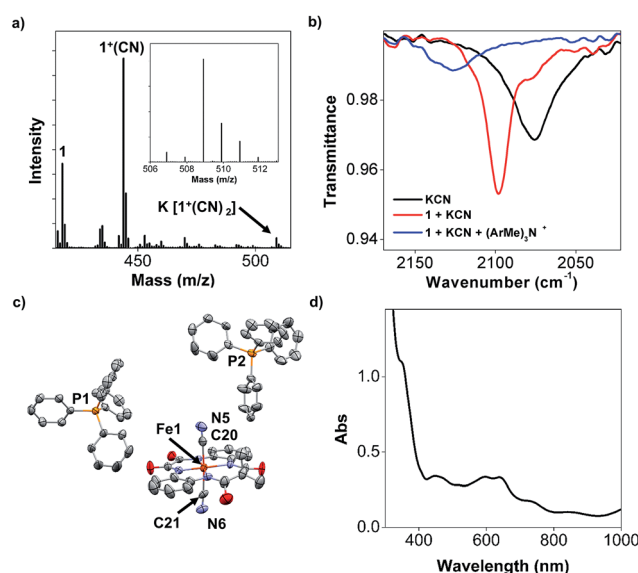 a)
1⁺(CN)
1
Intensity
506 508 510 512
Mass (m/z)
K [1⁺(CN)₂]
450 500
Mass (m/z)
b)
Transmittance
0.98
0.96
0.94
KCN
1 + KCN
1 + KCN + (ArMe)₃N⁺
2150 2100 2050
Wavenumber (cm⁻¹)
c)
P1
P2
N5
C20
Fe1
C21
N6
d)
Abs
1.0
0.5
0.0
400 600 800 1000
Wavelength (nm)